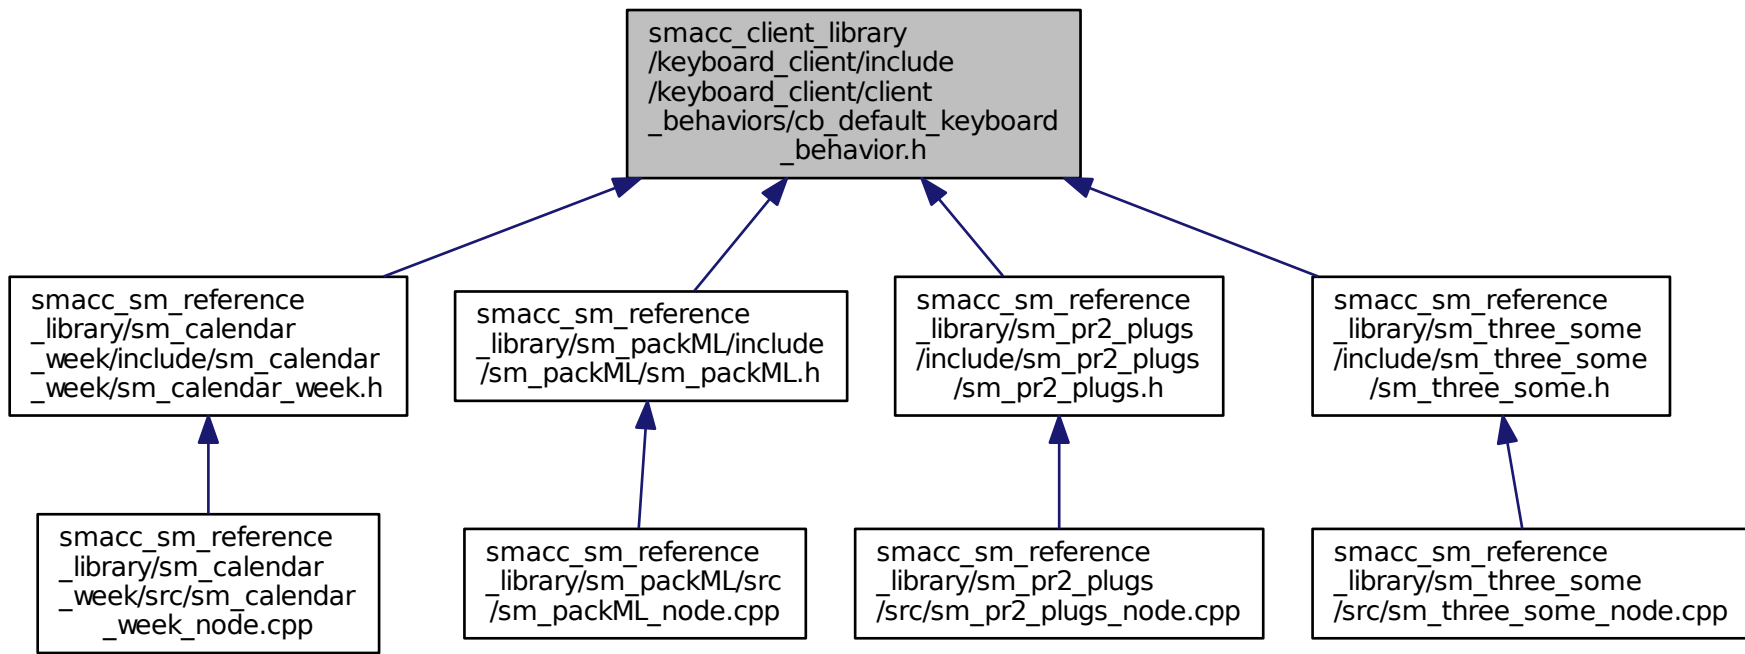 smacc_client_library
/keyboard_client/include
/keyboard_client/client
_behaviors/cb_default_keyboard
_behavior.h
smacc_sm_reference
_library/sm_calendar
_week/include/sm_calendar
_week/sm_calendar_week.h
smacc_sm_reference
_library/sm_packML/include
/sm_packML/sm_packML.h
smacc_sm_reference
_library/sm_pr2_plugs
/include/sm_pr2_plugs
/sm_pr2_plugs.h
smacc_sm_reference
_library/sm_three_some
/include/sm_three_some
/sm_three_some.h
smacc_sm_reference
_library/sm_calendar
_week/src/sm_calendar
_week_node.cpp
smacc_sm_reference
_library/sm_packML/src
/sm_packML_node.cpp
smacc_sm_reference
_library/sm_pr2_plugs
/src/sm_pr2_plugs_node.cpp
smacc_sm_reference
_library/sm_three_some
/src/sm_three_some_node.cpp